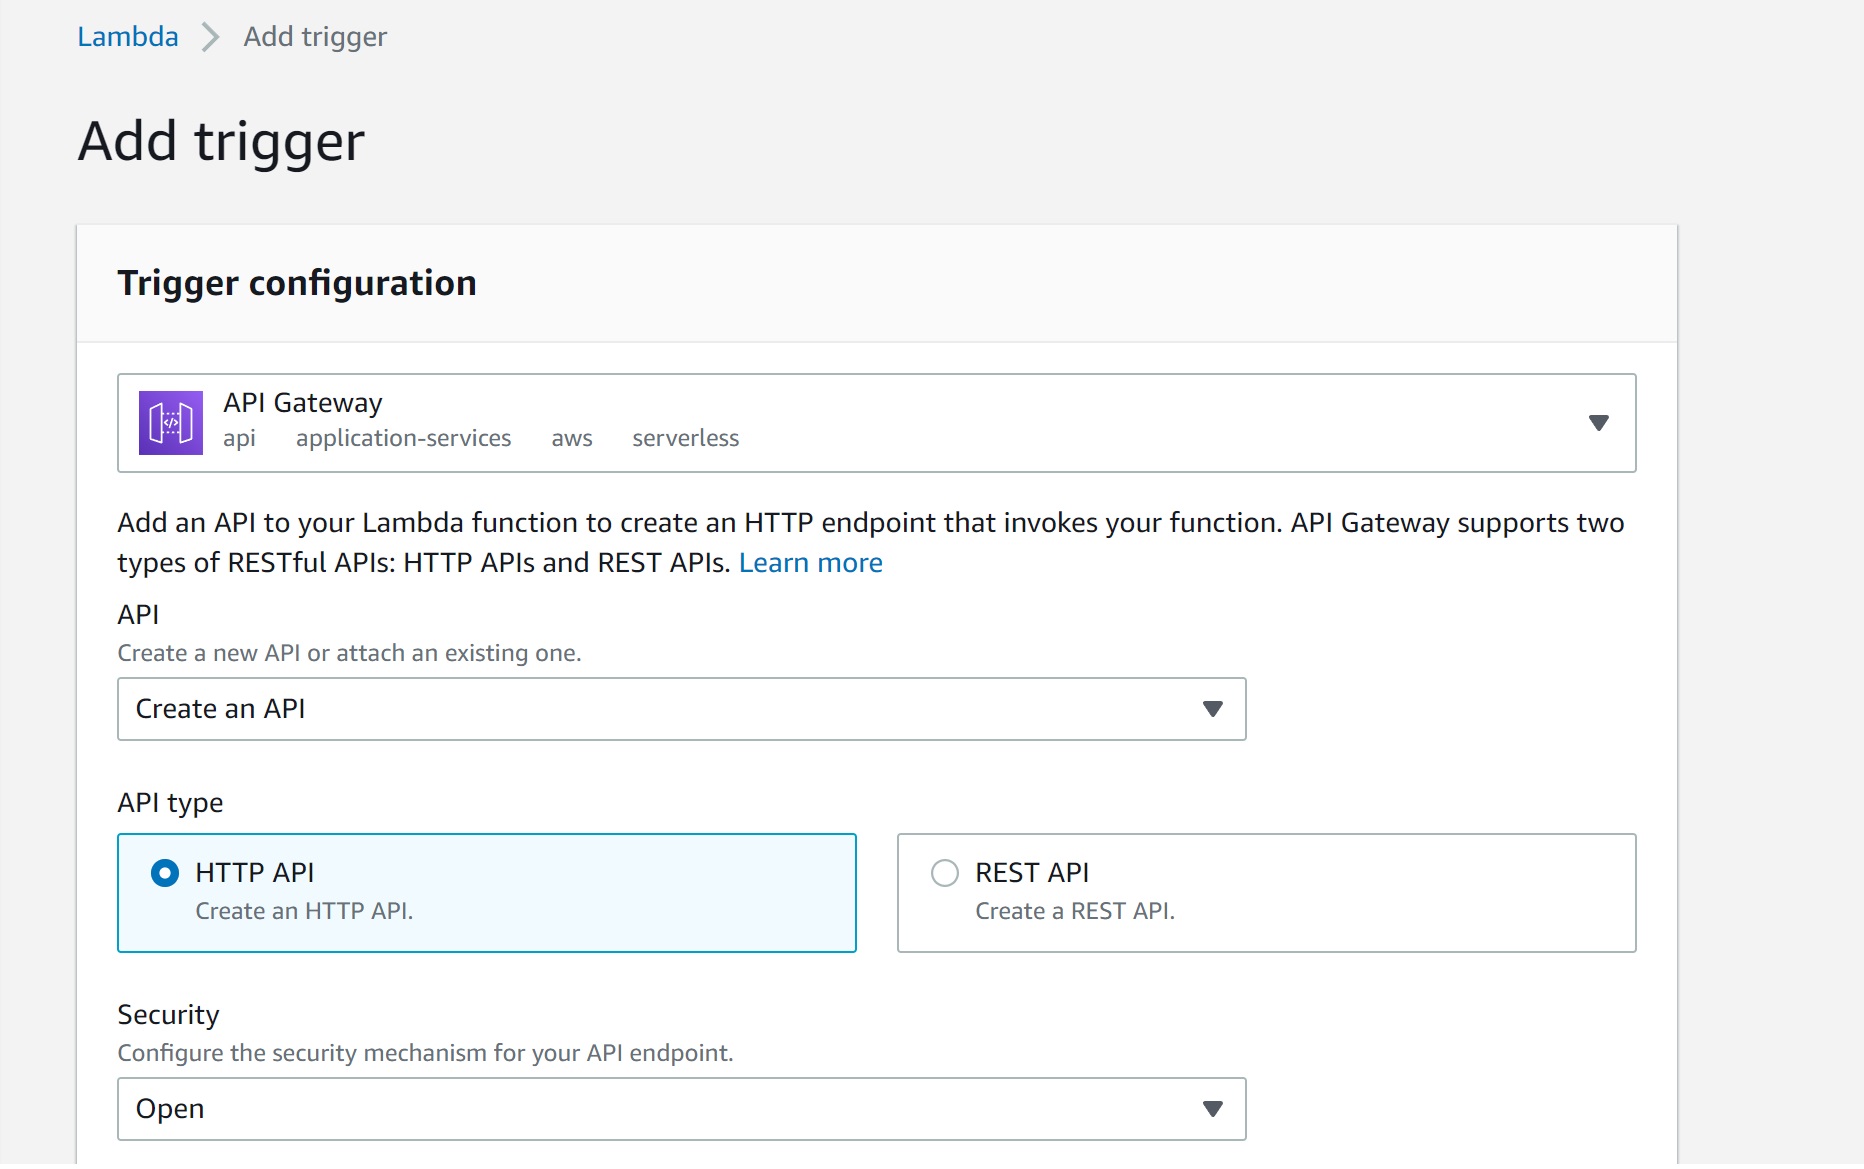 Lambda > Add trigger
Add trigger
Trigger configuration
API Gateway
api application-services aws serverless
Add an API to your Lambda function to create an HTTP endpoint that invokes your function. API Gateway supports two
types of RESTful APIs: HTTP APIs and REST APIs. Learn more
API
Create a new API or attach an existing one.
Create an API
API type
HTTP API
Create an HTTP API.
REST API
Create a REST API.
Security
Configure the security mechanism for your API endpoint.
Open